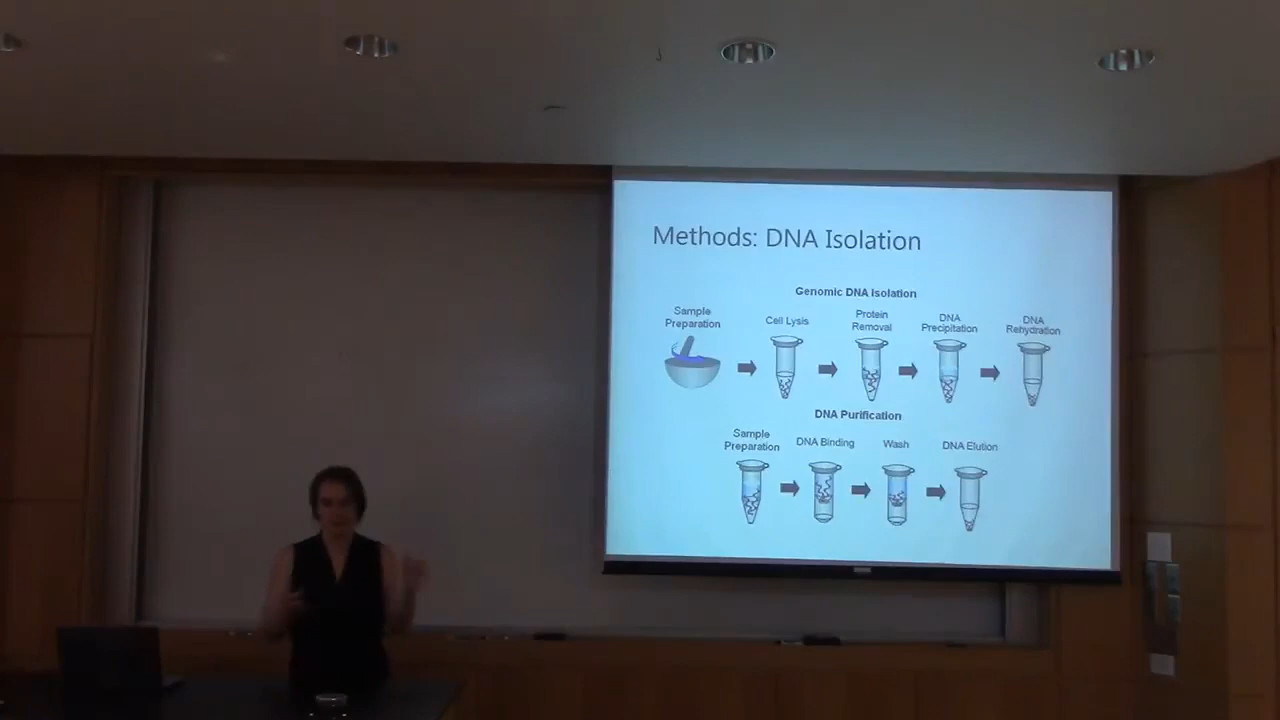 Methods: DNA Isolation
Genomic DNA Isolation
Sample
Preparation
Cell Lysis
Protein
Removal
DNA
Precipitation
DNA
Rehydration
DNA Purification
Sample
Preparation
DNA Binding
Wash
DNA Elution